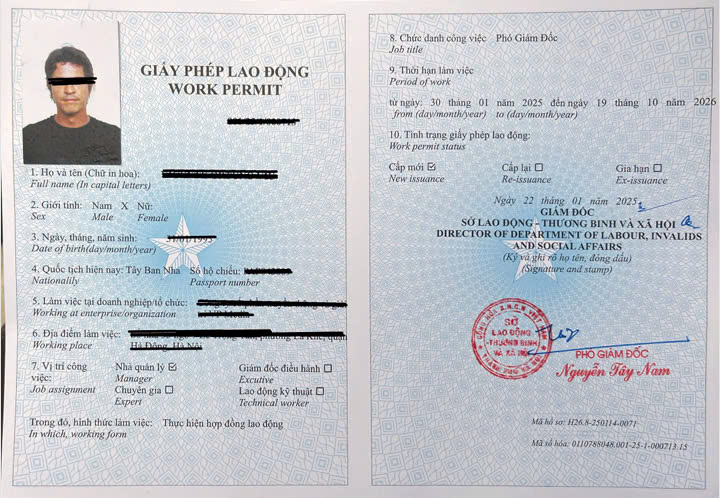 GIẤY PHÉP LAO ĐỘNG
WORK PERMIT
1. Họ và tên (Chữ in hoa):
Full name (In capital letters)
2. Giới tính: Nam X Nữ:
Sex Male Female
3. Ngày, tháng, năm sinh:
Date of birth(day/month/year)
4. Quốc tịch hiện nay: Tây Ban Nha Số hộ chiếu:
Nationalily Passport number
5. Làm việc tại doanh nghiệp/tổ chức:
Working at enterprise/organization
6. Địa điểm làm việc:
Working place Hà Đông, Hà Nội
7. Vị trí công việc: Nhà quản lý ☑ Giám đốc điều hành ☐
Manager Excutive
Job assignment Chuyên gia ☐ Lao động kỹ thuật ☐
Expert Technical worker
Trong đó, hình thức làm việc: Thực hiện hợp đồng lao động
In which, working form
8. Chức danh công việc Phó Giám Đốc
Job title
9. Thời hạn làm việc
Period of work
từ ngày: 30 tháng 01 năm 2025 đến ngày 19 tháng 10 năm 2026
from (day/month/year) to (day/month/year)
10. Tình trạng giấy phép lao động:
Work permit status
Cấp mới ☑ Cấp lại ☐ Gia hạn ☐
New issuance Re-issuance Ex-issuance
Ngày 22 tháng 01 năm 2025
GIÁM ĐỐC
SỞ LAO ĐỘNG - THƯƠNG BINH VÀ XÃ HỘI
DIRECTOR OF DEPARTMENT OF LABOUR, INVALIDS
AND SOCIAL AFFAIRS
(Ký và ghi rõ họ tên, đóng dấu)
(Signature and stamp)
SỞ
LAO ĐỘNG
THƯƠNG BINH
VÀ XÃ HỘI
PHÓ GIÁM ĐỐC
Nguyễn Tây Nam
Mã hồ sơ: H26.8-250114-0071
Mã số hóa: 0110788048.001-25-1-000713.15